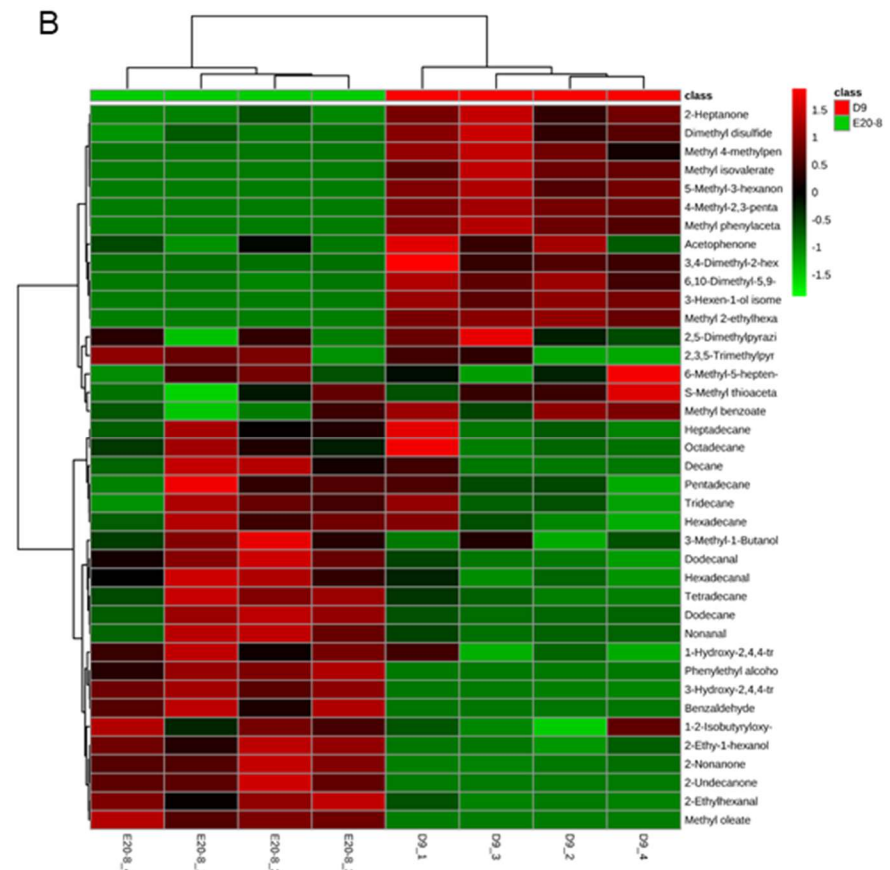 B
class
2-Heptanone
Dimethyl disulfide
Methyl 4-methylpen
Methyl isovalerate
5-Methyl-3-hexanon
4-Methyl-2,3-penta
Methyl phenylaceta
Acetophenone
3,4-Dimethyl-2-hex
6,10-Dimethyl-5,9-
3-Hexen-1-ol isome
Methyl 2-ethylhexa
2,5-Dimethylpyrazi
2,3,5-Trimethylpyr
6-Methyl-5-hepten-
S-Methyl thioaceta
Methyl benzoate
Heptadecane
Octadecane
Decane
Pentadecane
Tridecane
Hexadecane
3-Methyl-1-Butanol
Dodecanal
Hexadecanal
Tetradecane
Dodecane
Nonanal
1-Hydroxy-2,4,4-tr
Phenylethyl alcoho
3-Hydroxy-2,4,4-tr
Benzaldehyde
1-2-Isobutyryloxy-
2-Ethy-1-hexanol
2-Nonanone
2-Undecanone
2-Ethylhexanal
Methyl oleate
1.5
1
0.5
0
-0.5
-1
-1.5
class
D9
E20-8
E20-8_
E20-8_
E20-8_
E20-8_
D9_1
D9_3
D9_2
D9_4